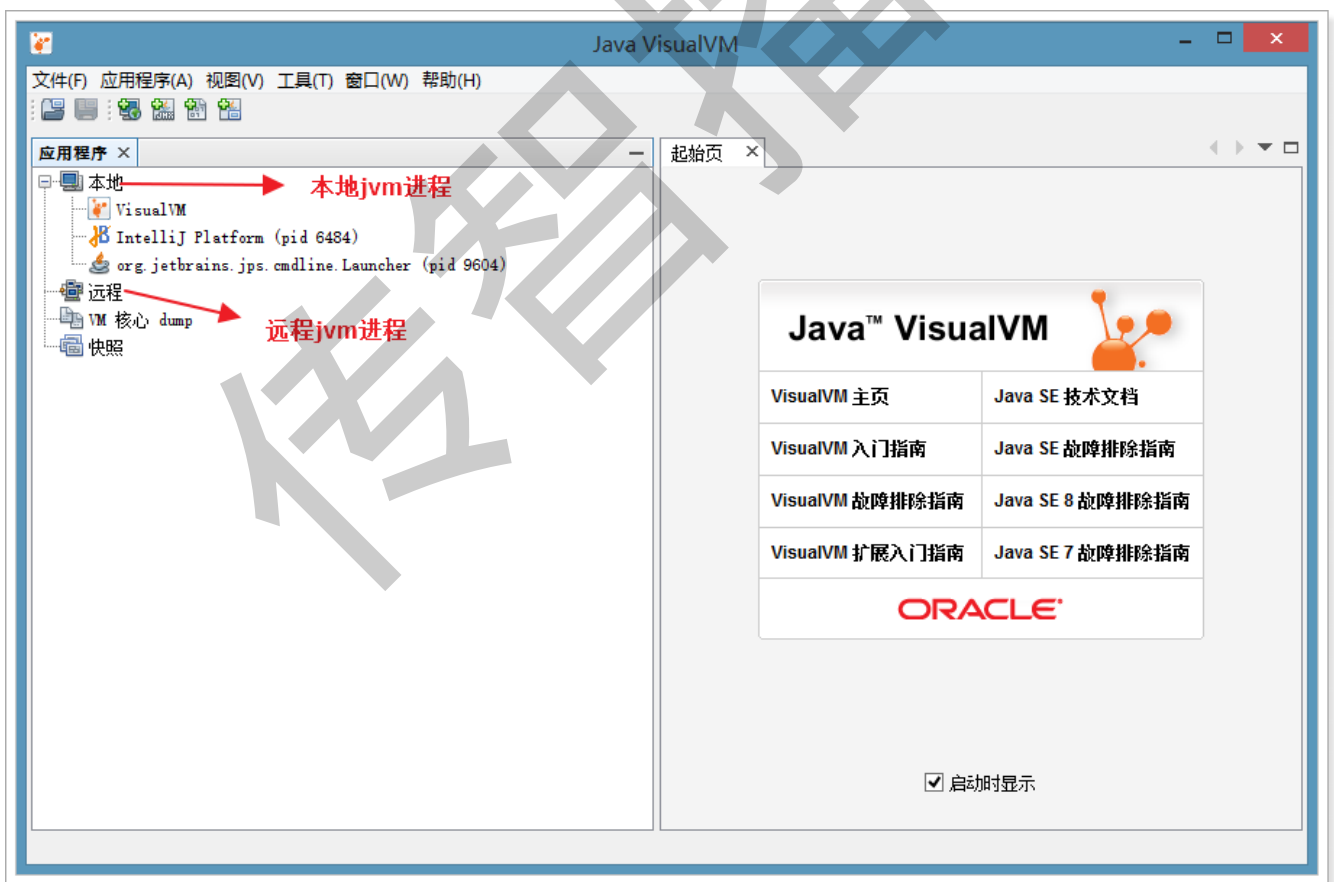 Java VisualVM
文件(F) 应用程序(A) 视图(V) 工具(T) 窗口(W) 帮助(H)
应用程序
起始页
本地
本地jvm进程
VisualVM
IntelliJ Platform (pid 6484)
org.jetbrains.jps.cmdline.Launcher (pid 9604)
远程
远程jvm进程
VM 核心 dump
快照
Java™ VisualVM
VisualVM 主页
Java SE 技术文档
VisualVM 入门指南
Java SE 故障排除指南
VisualVM 故障排除指南
Java SE 8 故障排除指南
VisualVM 扩展入门指南
Java SE 7 故障排除指南
ORACLE
启动时显示
传智播